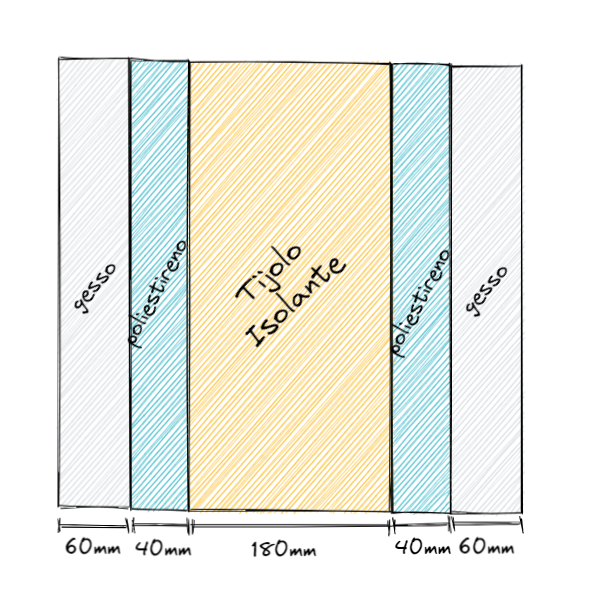 gesso
poliestireno
Tijolo
Isolante
poliestireno
gesso
60mm
40mm
180mm
40mm
60mm